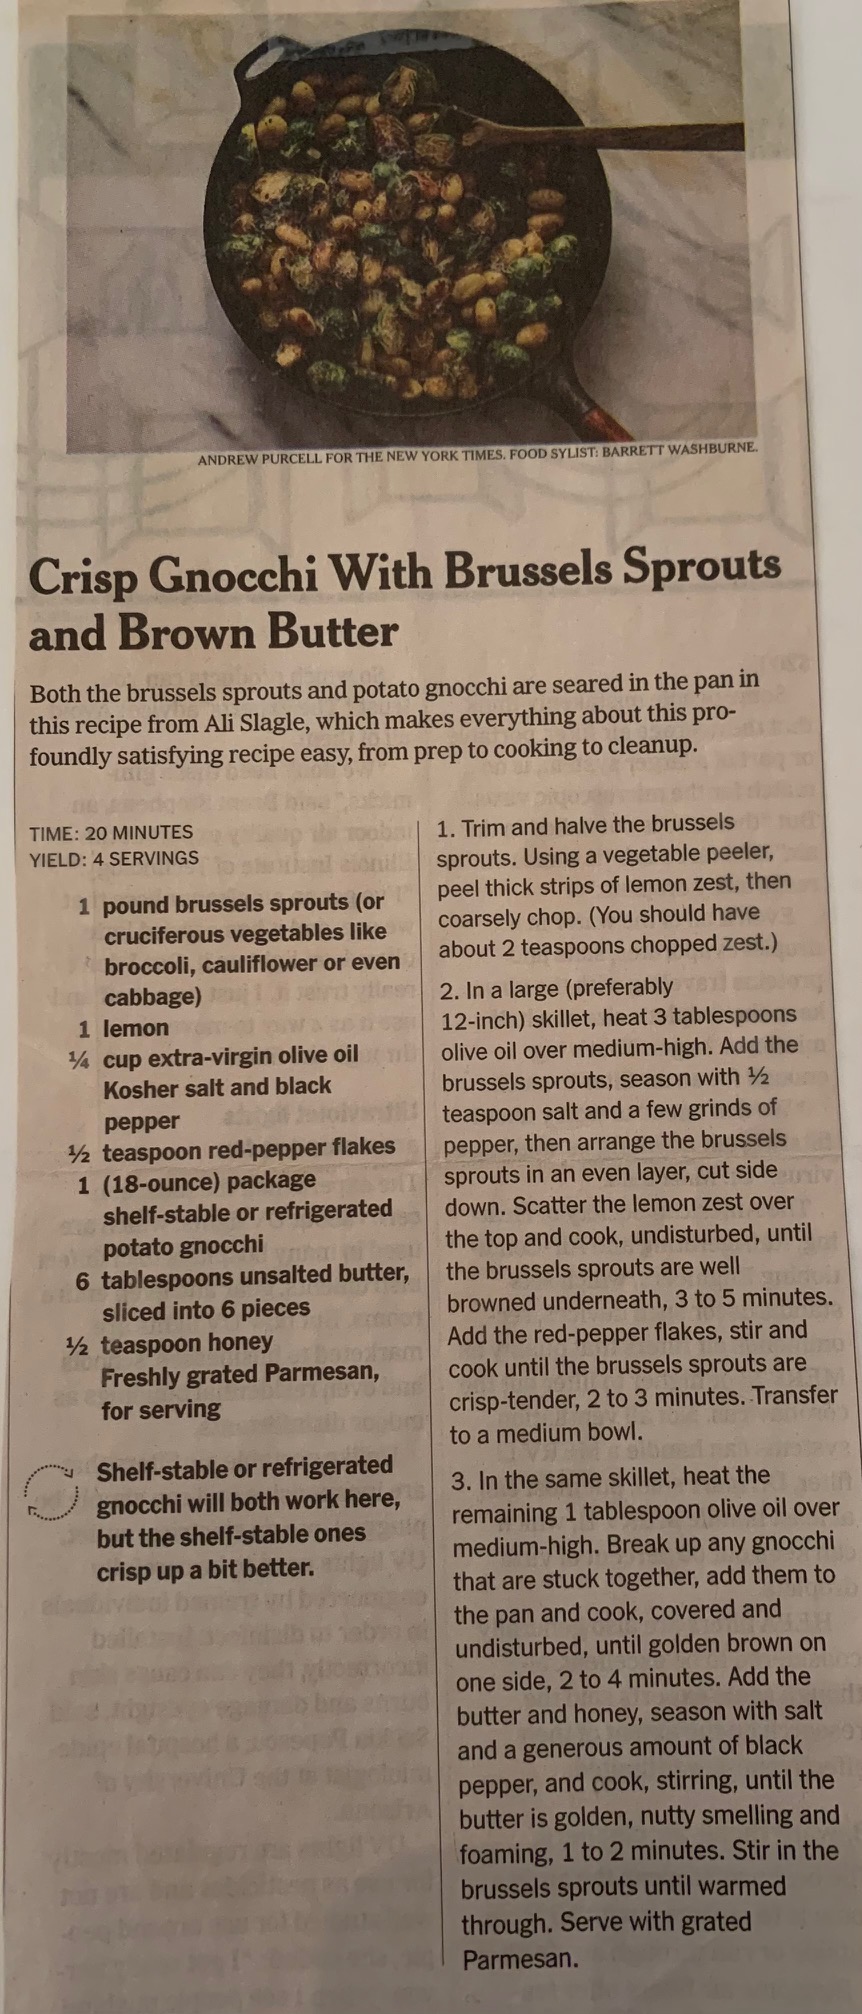 ANDREW PURCELL FOR THE NEW YORK TIMES. FOOD SYLIST: BARRETT WASHBURNE.
Crisp Gnocchi With Brussels Sprouts
and Brown Butter
Both the brussels sprouts and potato gnocchi are seared in the pan in
this recipe from Ali Slagle, which makes everything about this pro-
foundly satisfying recipe easy, from prep to cooking to cleanup.
TIME: 20 MINUTES
YIELD: 4 SERVINGS
1 pound brussels sprouts (or
cruciferous vegetables like
broccoli, cauliflower or even
cabbage)
1 lemon
¼ cup extra-virgin olive oil
Kosher salt and black
pepper
½ teaspoon red-pepper flakes
1 (18-ounce) package
shelf-stable or refrigerated
potato gnocchi
6 tablespoons unsalted butter,
sliced into 6 pieces
½ teaspoon honey
Freshly grated Parmesan,
for serving
Shelf-stable or refrigerated
gnocchi will both work here,
but the shelf-stable ones
crisp up a bit better.
1. Trim and halve the brussels
sprouts. Using a vegetable peeler,
peel thick strips of lemon zest, then
coarsely chop. (You should have
about 2 teaspoons chopped zest.)
2. In a large (preferably
12-inch) skillet, heat 3 tablespoons
olive oil over medium-high. Add the
brussels sprouts, season with ½
teaspoon salt and a few grinds of
pepper, then arrange the brussels
sprouts in an even layer, cut side
down. Scatter the lemon zest over
the top and cook, undisturbed, until
the brussels sprouts are well
browned underneath, 3 to 5 minutes.
Add the red-pepper flakes, stir and
cook until the brussels sprouts are
crisp-tender, 2 to 3 minutes. Transfer
to a medium bowl.
3. In the same skillet, heat the
remaining 1 tablespoon olive oil over
medium-high. Break up any gnocchi
that are stuck together, add them to
the pan and cook, covered and
undisturbed, until golden brown on
one side, 2 to 4 minutes. Add the
butter and honey, season with salt
and a generous amount of black
pepper, and cook, stirring, until the
butter is golden, nutty smelling and
foaming, 1 to 2 minutes. Stir in the
brussels sprouts until warmed
through. Serve with grated
Parmesan.